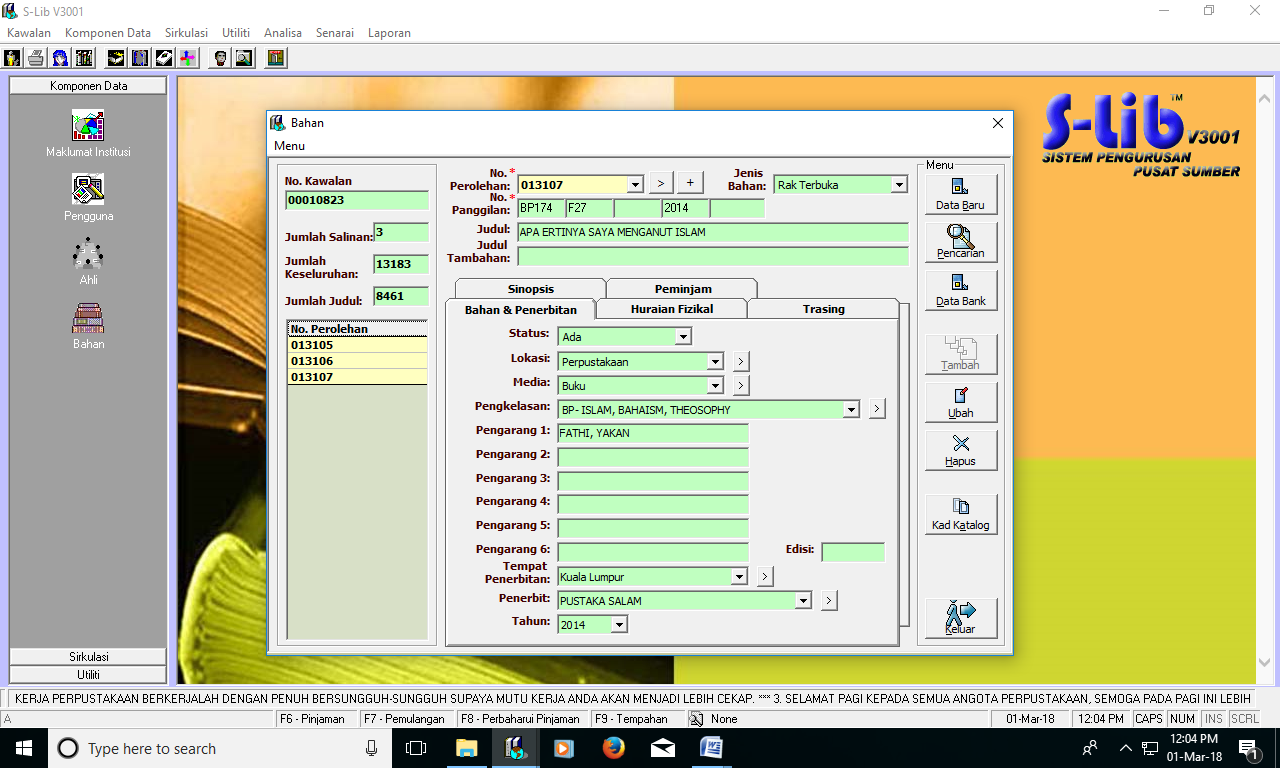 S-Lib V3001
Kawalan Komponen Data Sirkulasi Utiliti Analisa Senarai Laporan
Komponen Data
Maklumat Institusi
Pengguna
Ahli
Bahan
Sirkulasi
Utiliti
S-Lib V3001 TM
SISTEM PENGURUSAN
PUSAT SUMBER
Bahan
Menu
No. Kawalan
00010823
Jumlah Salinan: 3
Jumlah Keseluruhan: 13183
Jumlah Judul: 8461
No. Perolehan
013105
013106
013107
No. Perolehan: * 013107 > + Jenis Bahan: Rak Terbuka
No. Panggilan: * BP174 F27 2014
Judul: APA ERTINYA SAYA MENGANUT ISLAM
Judul Tambahan:
Sinopsis Peminjam
Bahan & Penerbitan Huraian Fizikal Trasing
Status: Ada
Lokasi: Perpustakaan >
Media: Buku >
Pengkelasan: BP- ISLAM, BAHAISM, THEOSOPHY >
Pengarang 1: FATHI, YAKAN
Pengarang 2:
Pengarang 3:
Pengarang 4:
Pengarang 5:
Pengarang 6: Edisi:
Tempat Penerbitan: Kuala Lumpur >
Penerbit: PUSTAKA SALAM >
Tahun: 2014
Menu
Data Baru
Pencarian
Data Bank
Tambah
Ubah
Hapus
Kad Katalog
Keluar
KERJA PERPUSTAKAAN BERKERJALAH DENGAN PENUH BERSUNGGUH-SUNGGUH SUPAYA MUTU KERJA ANDA AKAN MENJADI LEBIH CEKAP. *** 3. SELAMAT PAGI KEPADA SEMUA ANGOTA PERPUSTAKAAN, SEMOGA PADA PAGI INI LEBIH
A F6 - Pinjaman F7 - Pemulangan F8 - Perbaharui Pinjaman F9 - Tempahan None 01-Mar-18 12:04 PM CAPS NUM INS SCRL
Type here to search
12:04 PM
01-Mar-18
1